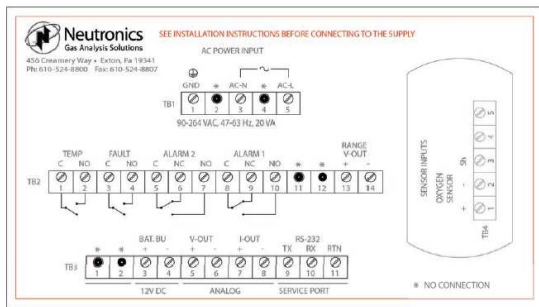 Neutronics
Gas Analysis Solutions
456 Creamery Way • Exton, Pa 19341
Ph: 610-524-8800 Fax: 610-524-8807
SEE INSTALLATION INSTRUCTIONS BEFORE CONNECTING TO THE SUPPLY
AC POWER INPUT
GND * AC-N * AC-L
TB1 1 2 3 4 5
90-264 VAC, 47-63 Hz, 20 VA
TEMP FAULT ALARM 2 ALARM 1 RANGE V-OUT
C NO C NO C NC NO C NC NO * * + -
TB2 1 2 3 4 5 6 7 8 9 10 11 12 13 14
BAT. BU V-OUT I-OUT RS-232
* * + - + - + - TX RX RTN
TB3 1 2 3 4 5 6 7 8 9 10 11
12V DC ANALOG SERVICE PORT
SENSOR INPUTS
OXYGEN SENSOR
+ - Sh
1 2 3 4 5
TB4
* NO CONNECTION